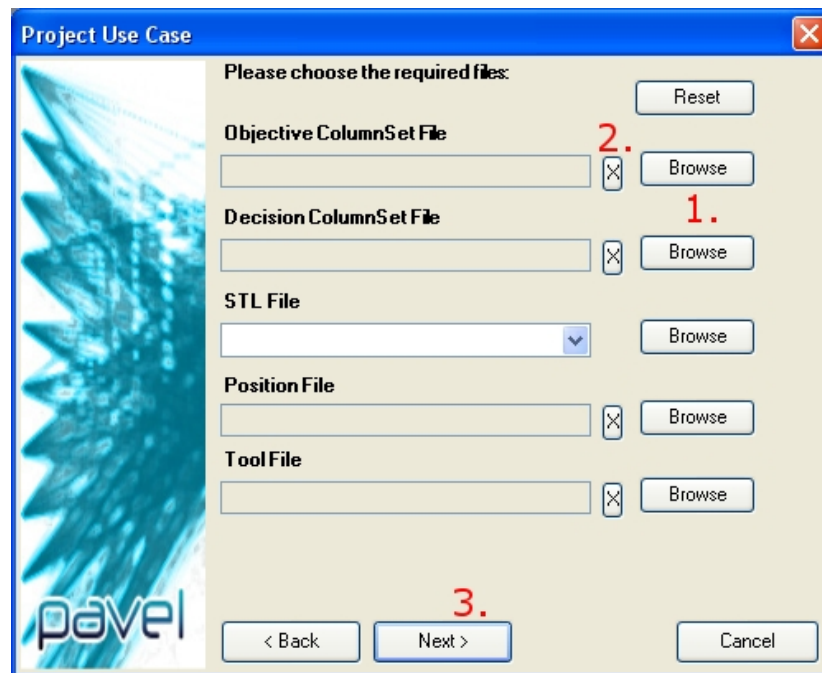 Project Use Case
Please choose the required files:
Reset
Objective ColumnSet File
2.
X
Browse
1.
Decision ColumnSet File
X
Browse
STL File
Browse
Position File
X
Browse
Tool File
X
Browse
pavel
3.
< Back
Next >
Cancel